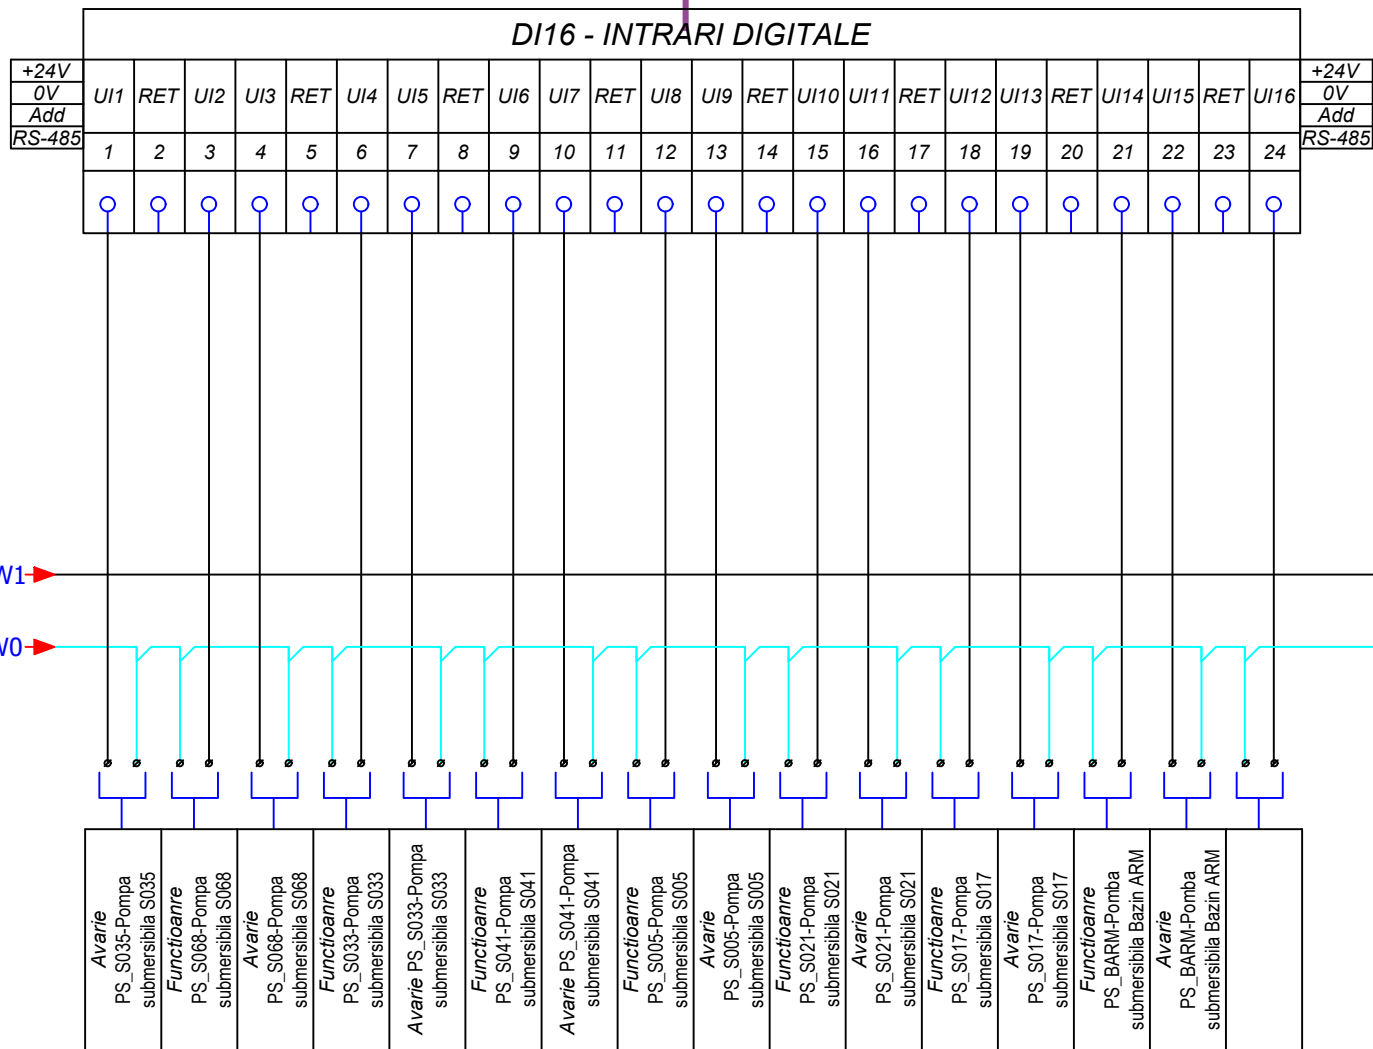 DI16 - INTRARI DIGITALE
+24V
0V
Add
RS-485
UI1 RET UI2 UI3 RET UI4 UI5 RET UI6 UI7 RET UI8 UI9 RET UI10 UI11 RET UI12 UI13 RET UI14 UI15 RET UI16
1 2 3 4 5 6 7 8 9 10 11 12 13 14 15 16 17 18 19 20 21 22 23 24
+24V
0V
Add
RS-485
W1
W0
Avarie
PS_S035-Pompa
submersibila S035
Functioanre
PS_S068-Pompa
submersibila S068
Avarie
PS_S068-Pompa
submersibila S068
Functioanre
PS_S033-Pompa
submersibila S033
Avarie PS_S033-Pompa
submersibila S033
Functioanre
PS_S041-Pompa
submersibila S041
Avarie PS_S041-Pompa
submersibila S041
Functioanre
PS_S005-Pompa
submersibila S005
Avarie
PS_S005-Pompa
submersibila S005
Functioanre
PS_S021-Pompa
submersibila S021
Avarie
PS_S021-Pompa
submersibila S021
Functioanre
PS_S017-Pompa
submersibila S017
Avarie
PS_S017-Pompa
submersibila S017
Functioanre
PS_BARM-Pomba
submersibila Bazin ARM
Avarie
PS_BARM-Pomba
submersibila Bazin ARM